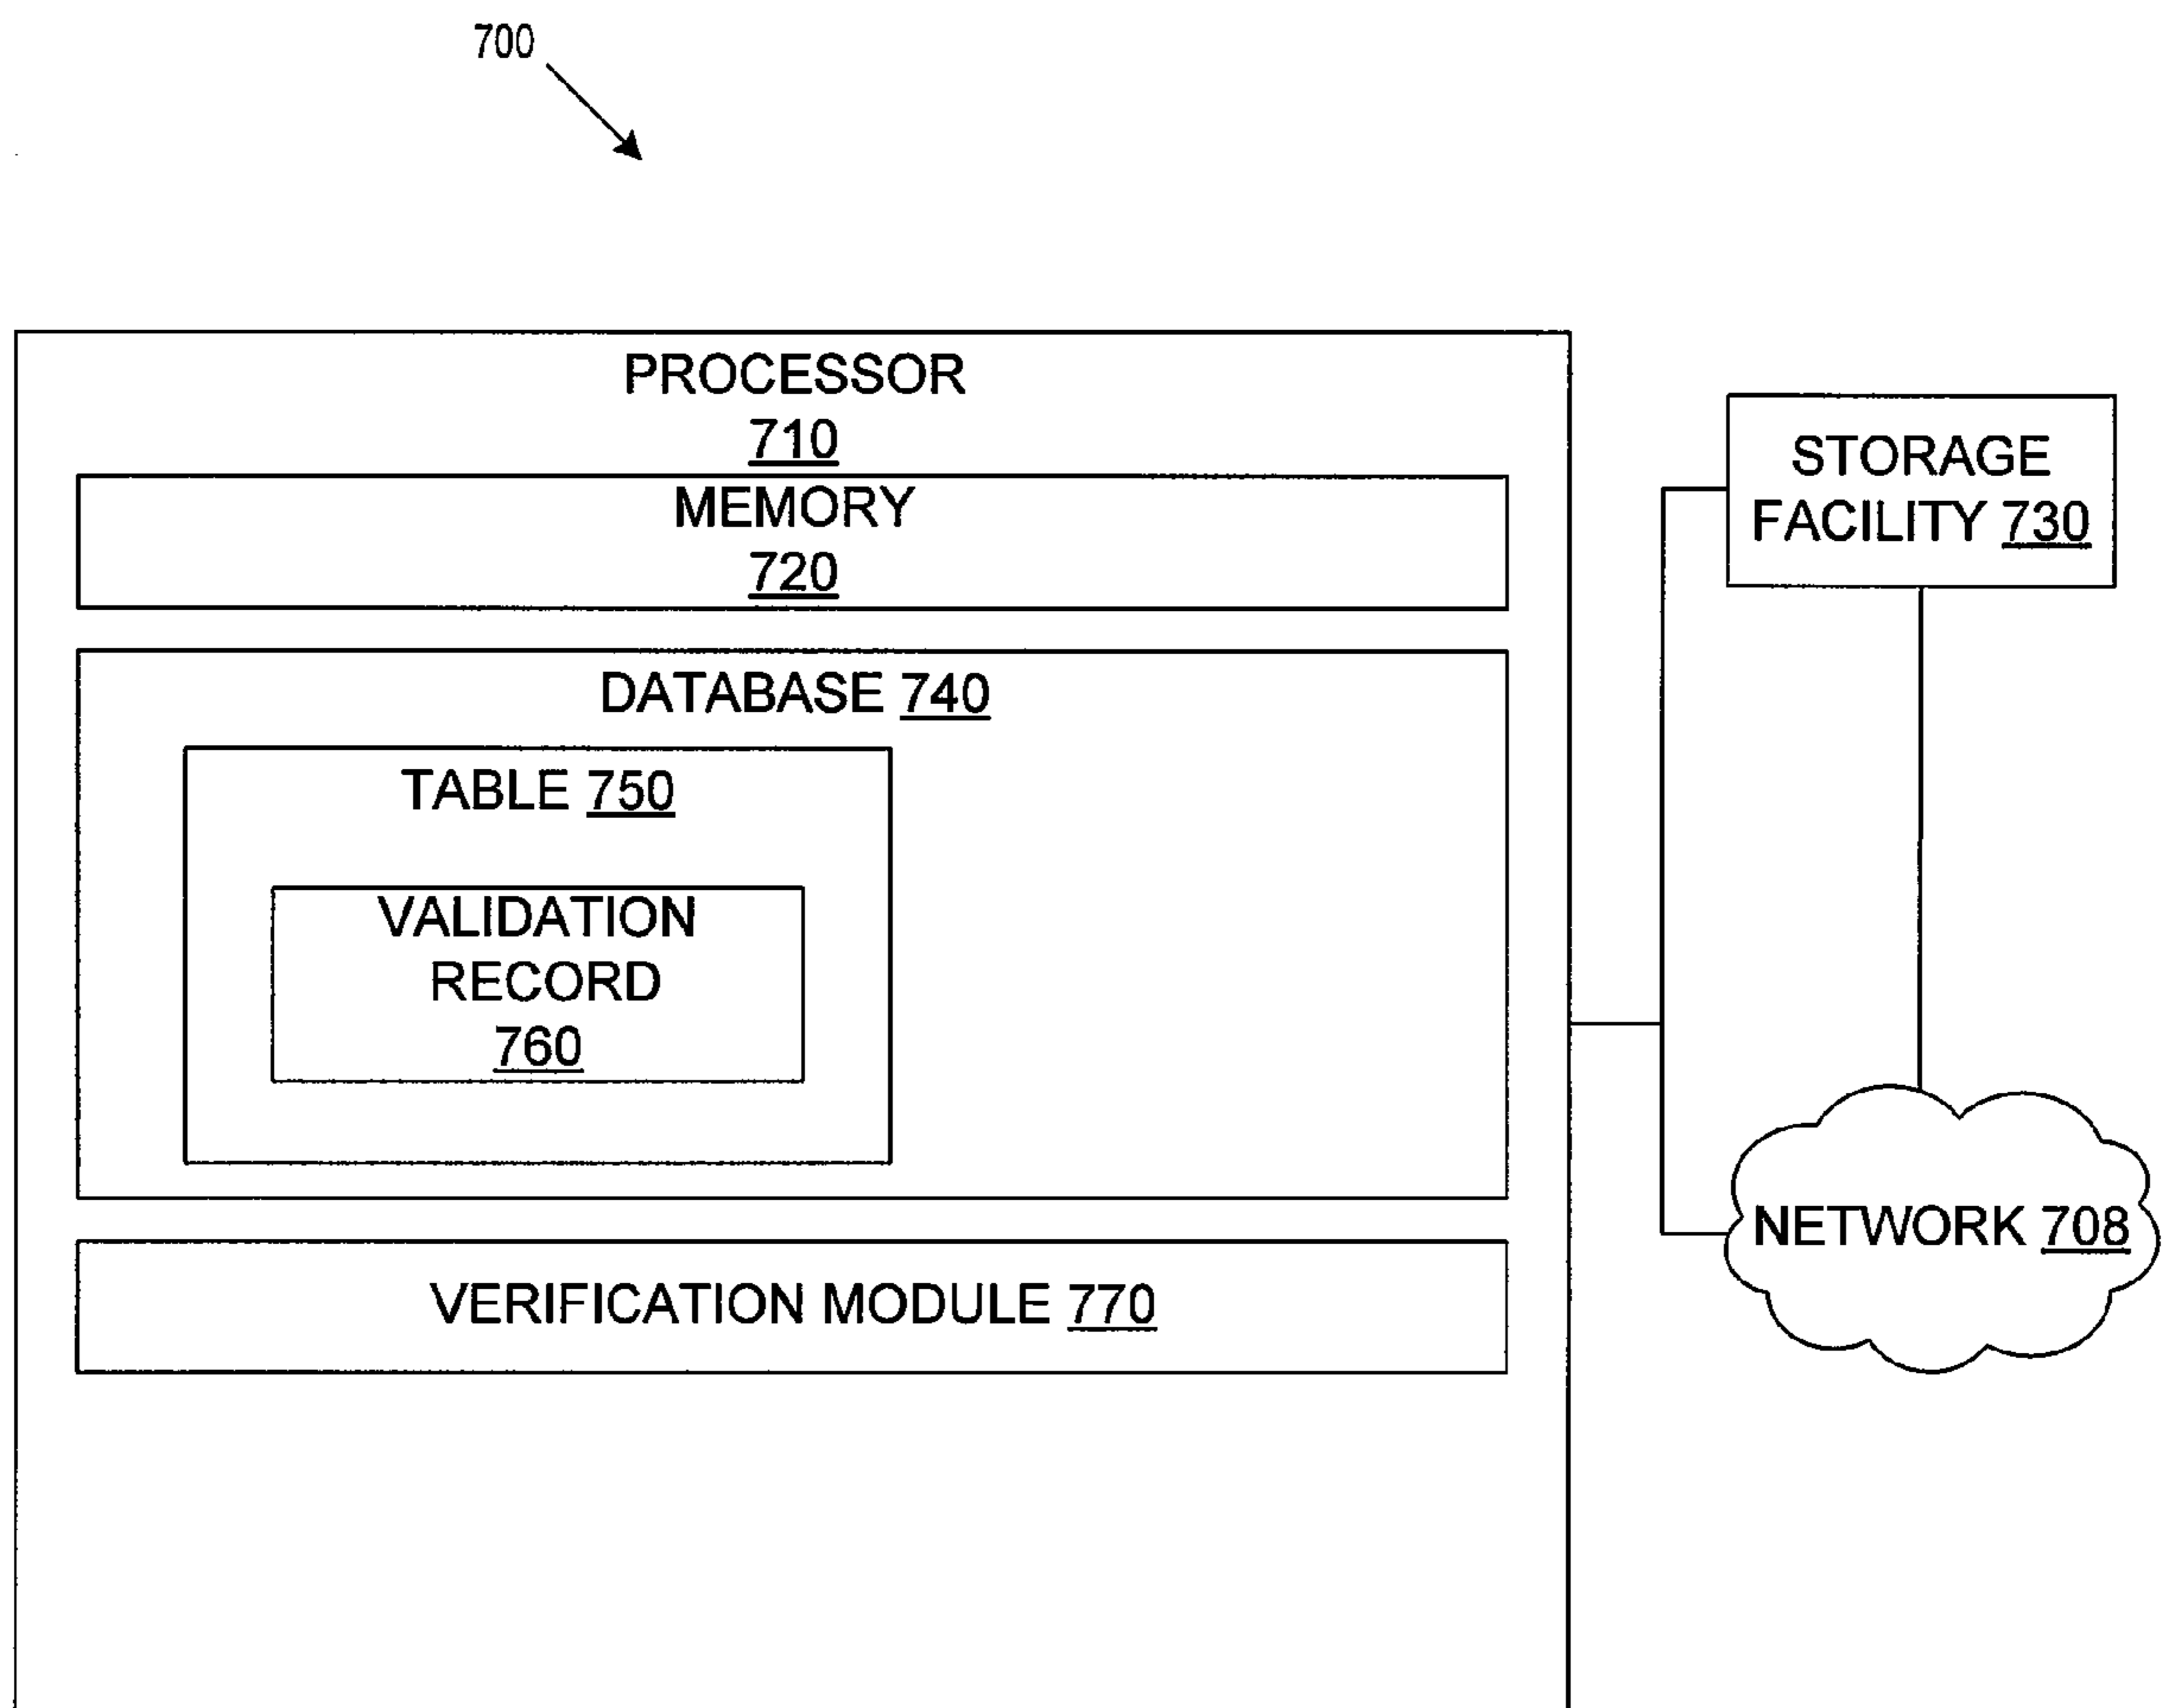 700
PROCESSOR
710
MEMORY
720
DATABASE 740
TABLE 750
VALIDATION
RECORD
760
VERIFICATION MODULE 770
STORAGE
FACILITY 730
NETWORK 708